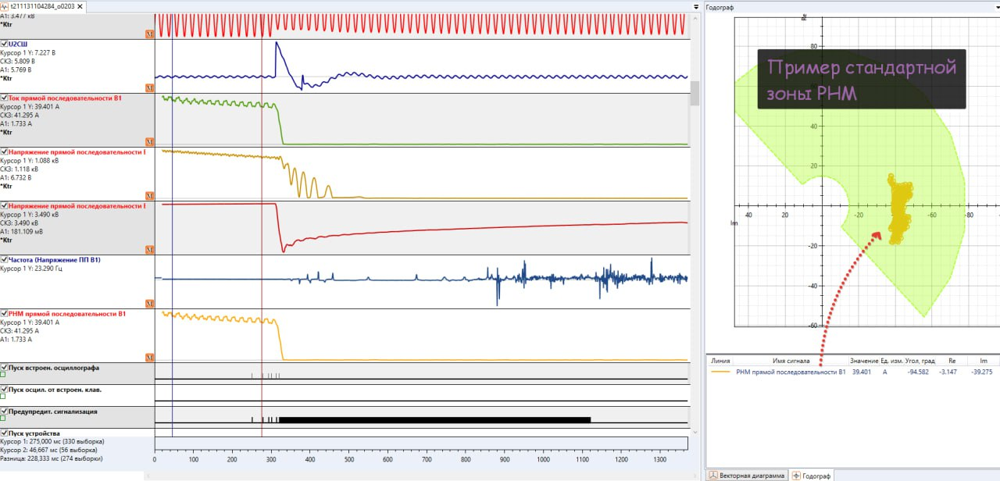 t211131104284_o0203
Годограф
A1: 3.477 кВ
*Ktr
U2СШ
Курсор 1 Y: 7.227 В
СКЗ: 5.809 В
A1: 5.769 В
*Ktr
Ток прямой последовательности В1
Курсор 1 Y: 39.401 А
СКЗ: 41.295 А
A1: 1.733 А
*Ktr
Напряжение прямой последовательности
Курсор 1 Y: 1.088 кВ
СКЗ: 1.118 кВ
A1: 6.732 В
*Ktr
Напряжение прямой последовательности
Курсор 1 Y: 3.490 кВ
СКЗ: 3.490 кВ
A1: 181.109 мВ
*Ktr
Частота (Напряжение ПП В1)
Курсор 1 Y: 23.290 Гц
РНМ прямой последовательности В1
Курсор 1 Y: 39.401 А
СКЗ: 41.295 А
A1: 1.733 А
Пуск встроен. осциллографа
Пуск осцил. от встроен. клав.
Предупредит. сигнализация
Пуск устройства
Курсор 1: 275,000 мс (330 выборка)
Курсор 2: 46,667 мс (56 выборка)
Разница: 228,333 мс (274 выборки)
0 100 200 300 400 500 600 700 800 900 1000 1100 1200 1300
Re
80
Пример стандартной
зоны РНМ
40
20
40 20 -20 -40 -60 -80
Im
-20
-40
-60
Линия Имя сигнала Значение Ед. изм. Угол, град Re Im
РНМ прямой последовательности В1 39.401 А -94.582 -3.147 -39.275
Векторная диаграмма Годограф